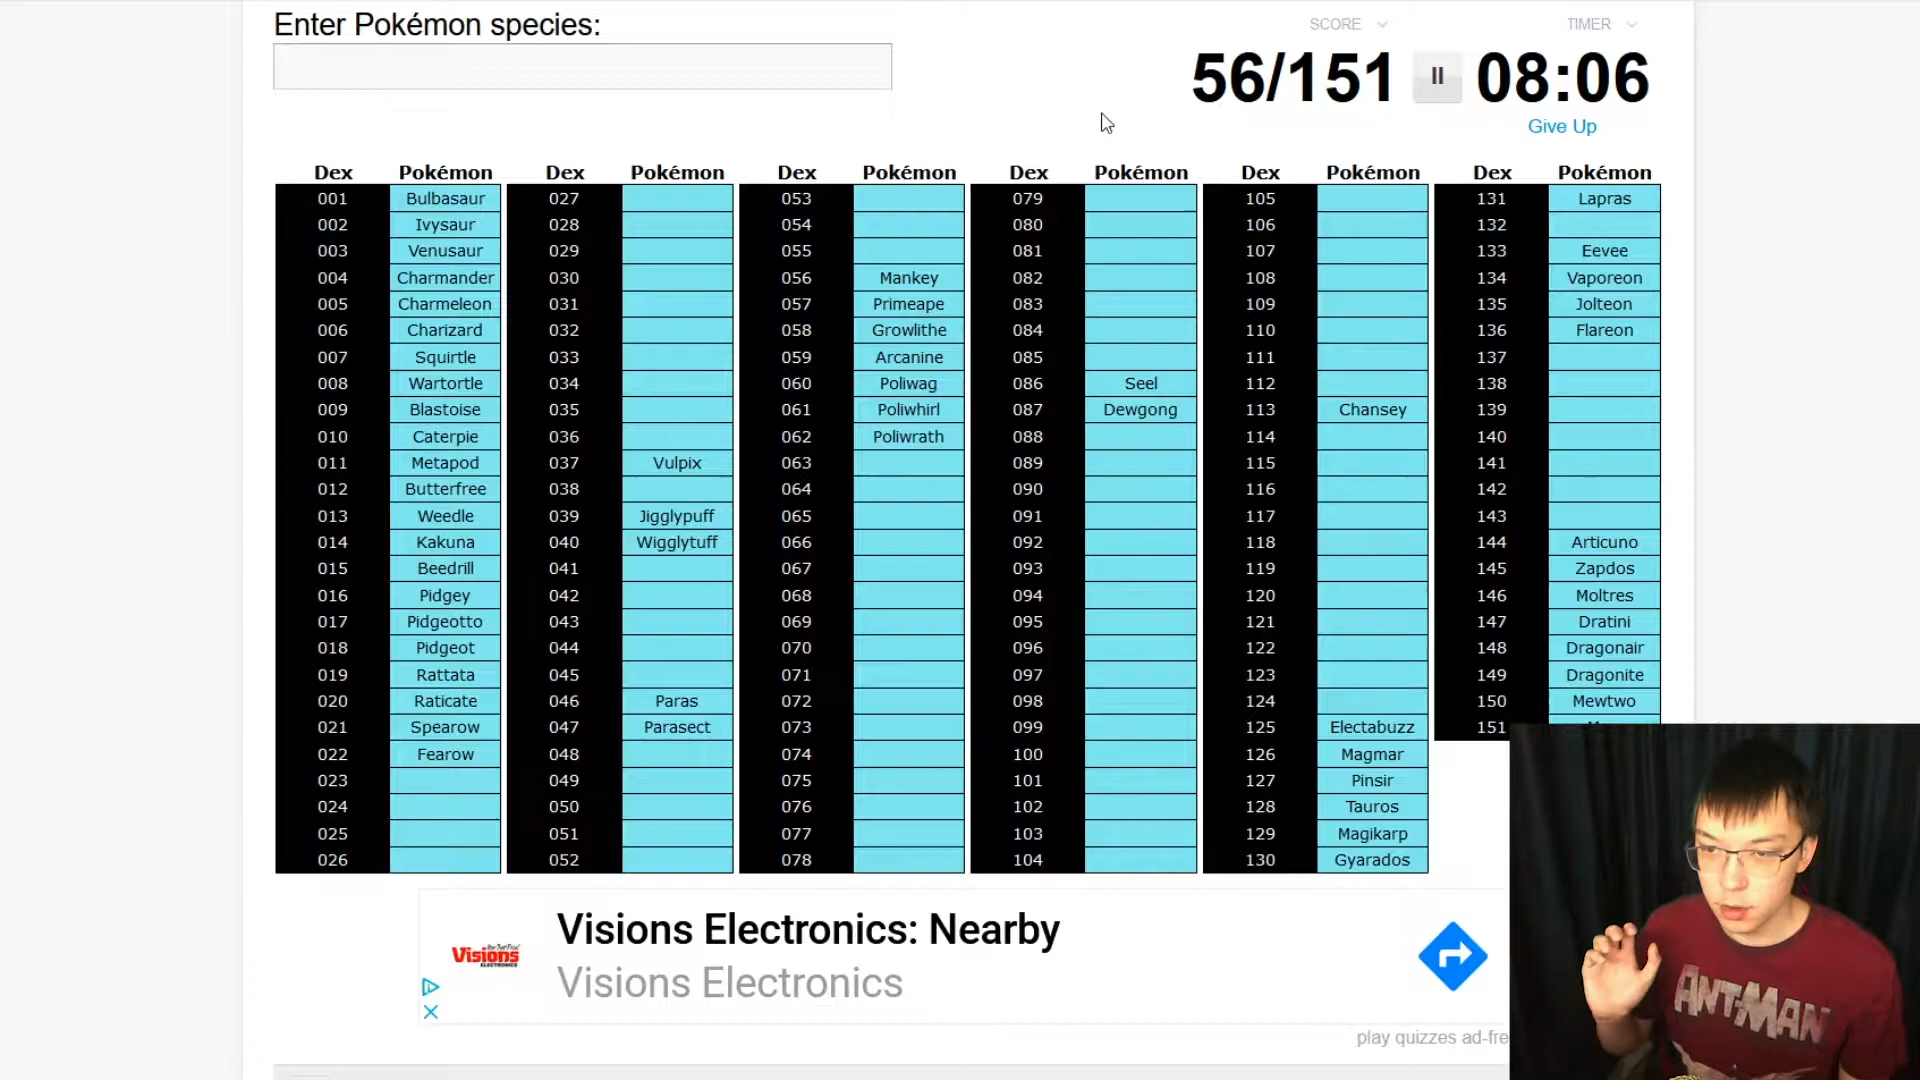 Enter Pokémon species:
SCORE
TIMER
56/151
08:06
Give Up
Dex Pokémon Dex Pokémon Dex Pokémon Dex Pokémon Dex Pokémon Dex Pokémon
001 Bulbasaur 027 053 079 105 131 Lapras
002 Ivysaur 028 054 080 106 132
003 Venusaur 029 055 081 107 133 Eevee
004 Charmander 030 056 Mankey 082 108 134 Vaporeon
005 Charmeleon 031 057 Primeape 083 109 135 Jolteon
006 Charizard 032 058 Growlithe 084 110 136 Flareon
007 Squirtle 033 059 Arcanine 085 111 137
008 Wartortle 034 060 Poliwag 086 Seel 112 138
009 Blastoise 035 061 Poliwhirl 087 Dewgong 113 Chansey 139
010 Caterpie 036 062 Poliwrath 088 114 140
011 Metapod 037 Vulpix 063 089 115 141
012 Butterfree 038 064 090 116 142
013 Weedle 039 Jigglypuff 065 091 117 143
014 Kakuna 040 Wigglytuff 066 092 118 144 Articuno
015 Beedrill 041 067 093 119 145 Zapdos
016 Pidgey 042 068 094 120 146 Moltres
017 Pidgeotto 043 069 095 121 147 Dratini
018 Pidgeot 044 070 096 122 148 Dragonair
019 Rattata 045 071 097 123 149 Dragonite
020 Raticate 046 Paras 072 098 124 150 Mewtwo
021 Spearow 047 Parasect 073 099 125 Electabuzz 151
022 Fearow 048 074 100 126 Magmar
023 049 075 101 127 Pinsir
024 050 076 102 128 Tauros
025 051 077 103 129 Magikarp
026 052 078 104 130 Gyarados
Visions Electronics: Nearby
Visions
ELECTRONICS
Visions Electronics
play quizzes ad-fre
ANT-MAN